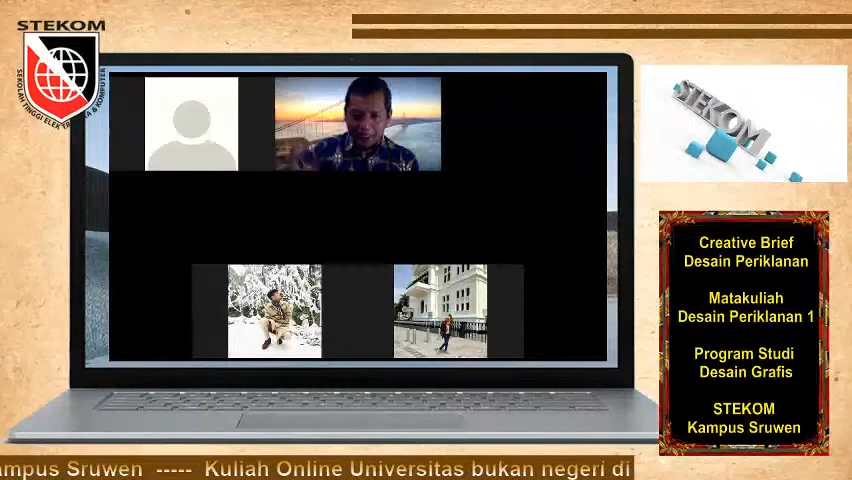 STEKOM
SEKOLAH TINGGI ELEKTRONIKA & KOMPUTER
STEKOM
Creative Brief
Desain Periklanan
Matakuliah
Desain Periklanan 1
Program Studi
Desain Grafis
STEKOM
Kampus Sruwen
ampus Sruwen ----- Kuliah Online Universitas bukan negeri di